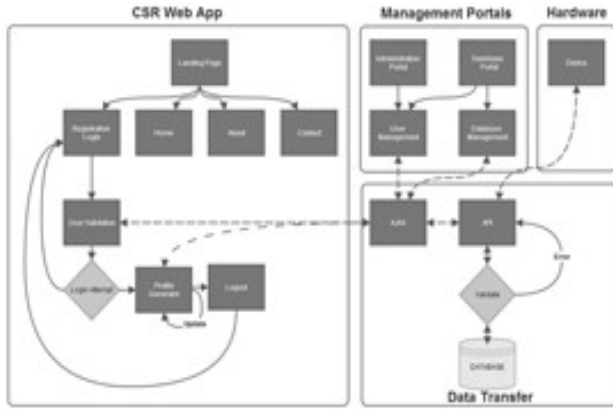 CSR Web App
Management Portals
Hardware
Landing Page
Administration
Portal
Developer
Portal
Device
Registration
Login
Home
About
Contact
User
Management
Database
Management
User Validation
AJAX
API
Error
Login Attempt
Profile
Generator
Logout
Update
Validate
DATABASE
Data Transfer